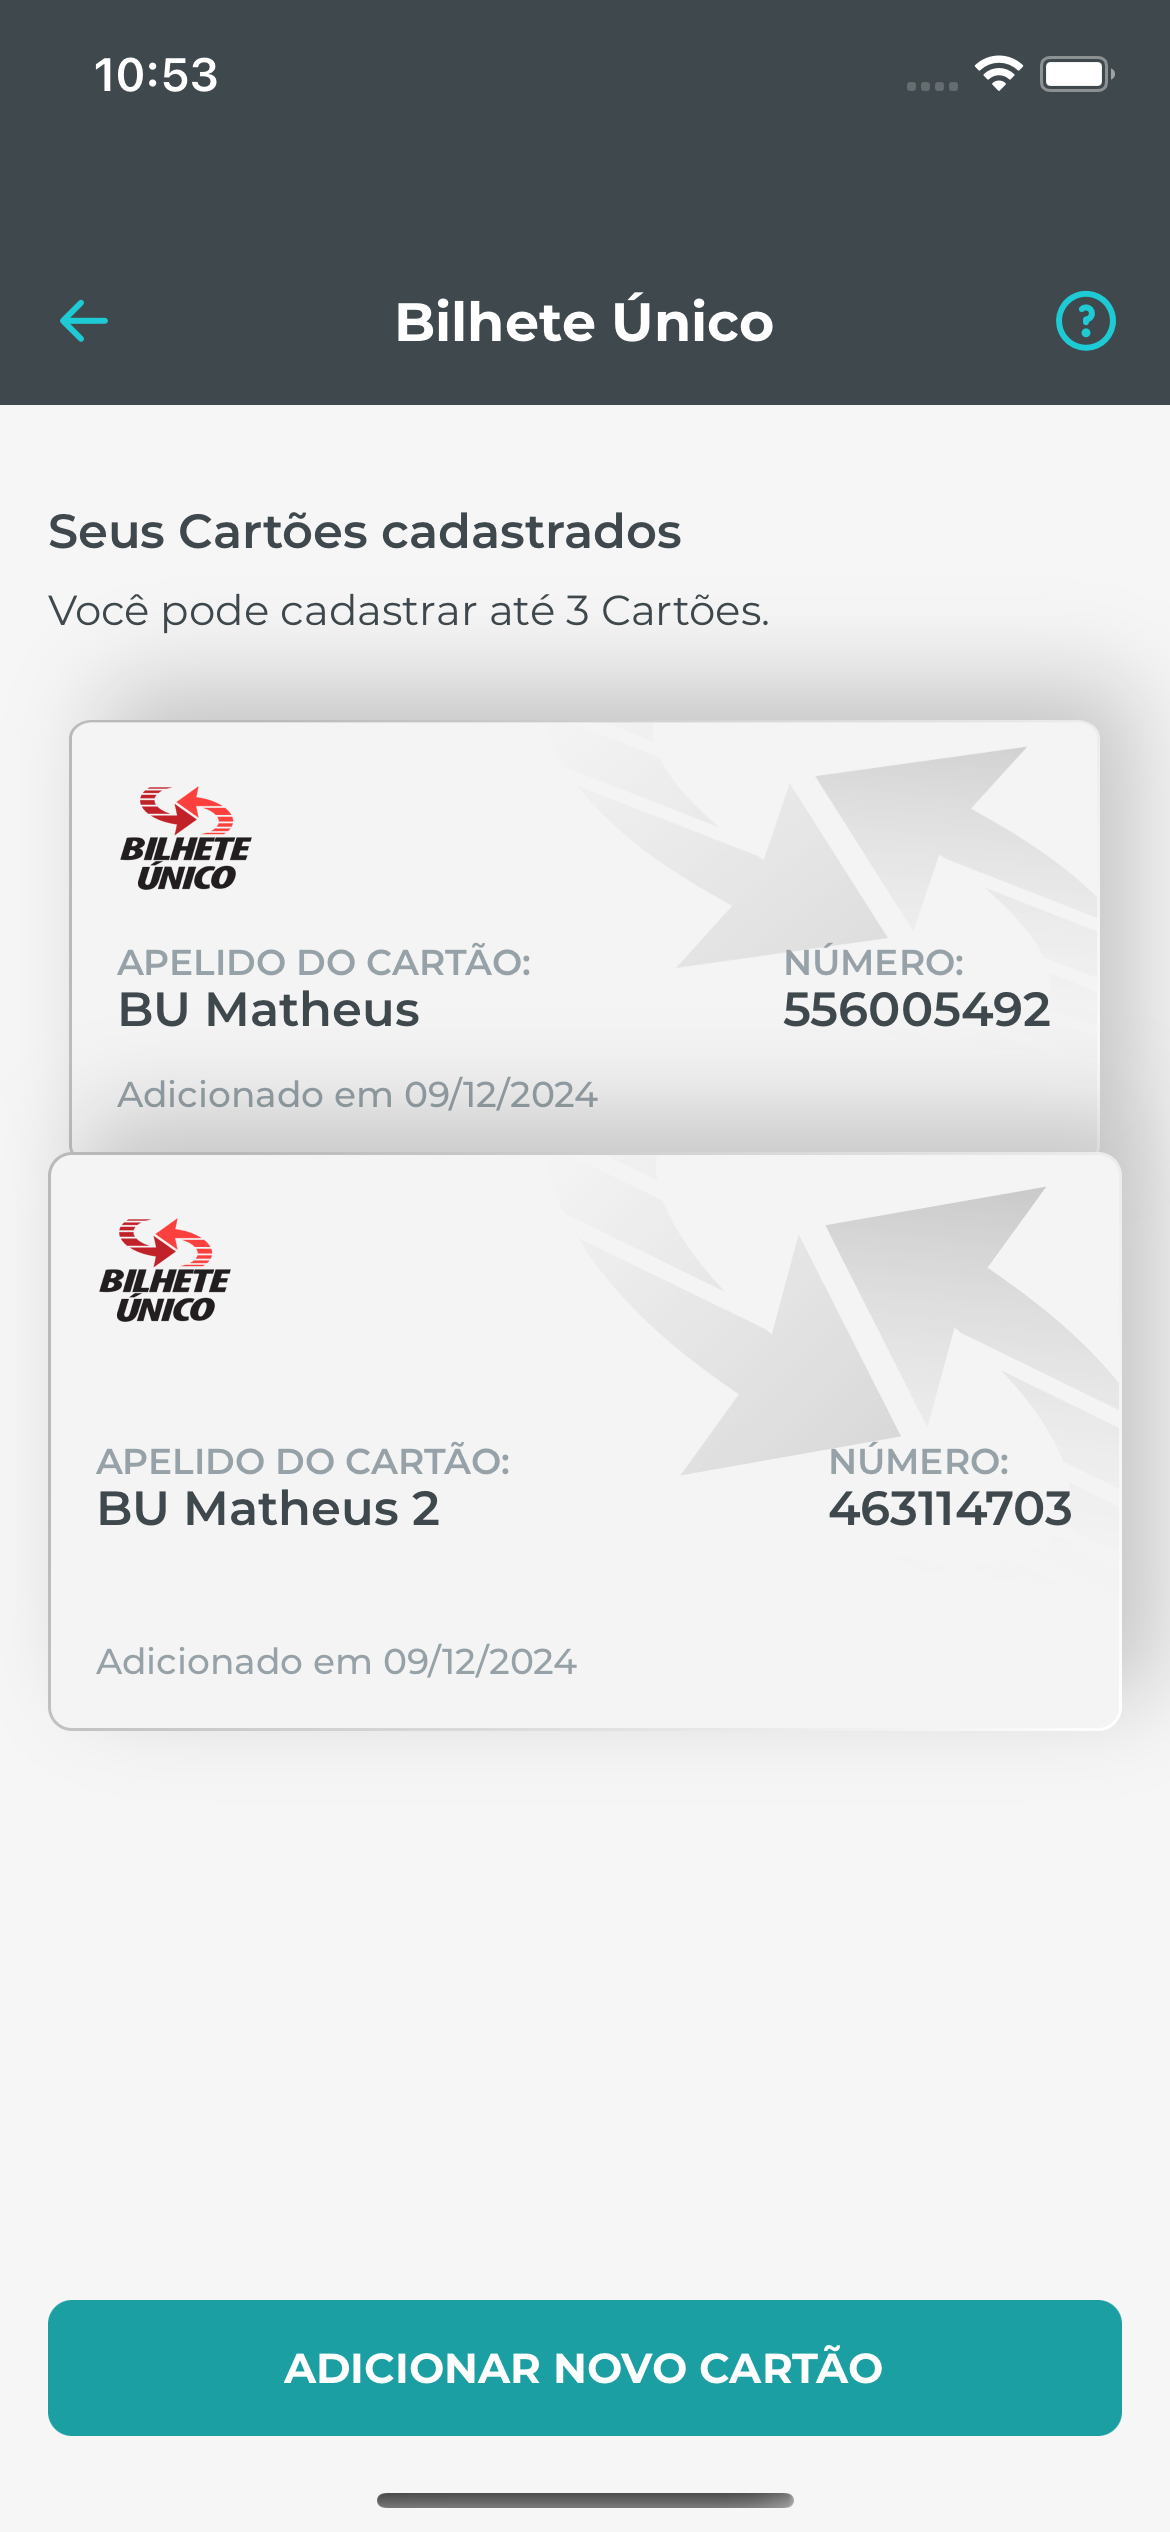 10:53
Bilhete Único
Seus Cartões cadastrados
Você pode cadastrar até 3 Cartões.
BILHETE
ÚNICO
APELIDO DO CARTÃO: NÚMERO:
BU Matheus 556005492
Adicionado em 09/12/2024
BILHETE
ÚNICO
APELIDO DO CARTÃO: NÚMERO:
BU Matheus 2 463114703
Adicionado em 09/12/2024
ADICIONAR NOVO CARTÃO